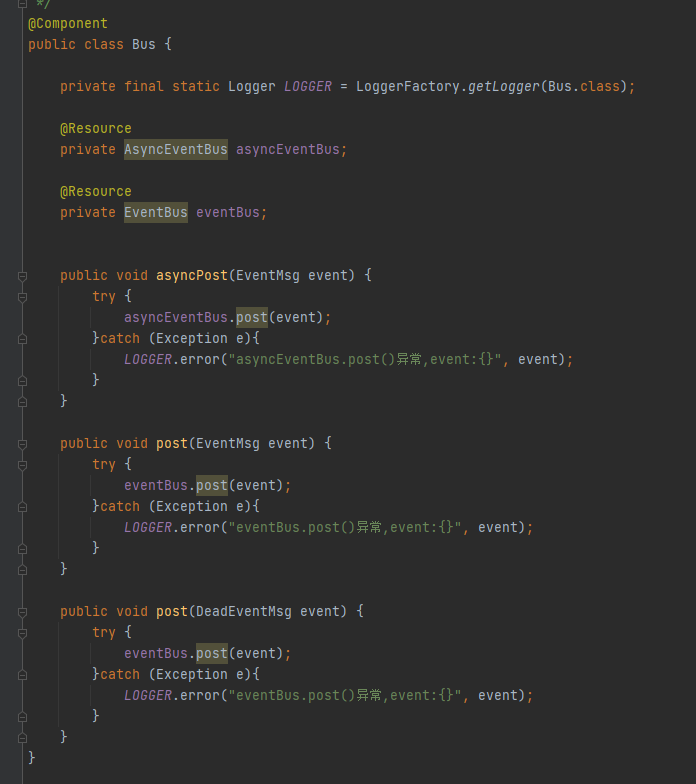 */
@Component
public class Bus {
private final static Logger LOGGER = LoggerFactory.getLogger(Bus.class);
@Resource
private AsyncEventBus asyncEventBus;
@Resource
private EventBus eventBus;
public void asyncPost(EventMsg event) {
try {
asyncEventBus.post(event);
}catch (Exception e){
LOGGER.error("asyncEventBus.post()异常,event:{}", event);
}
}
public void post(EventMsg event) {
try {
eventBus.post(event);
}catch (Exception e){
LOGGER.error("eventBus.post()异常,event:{}", event);
}
}
public void post(DeadEventMsg event) {
try {
eventBus.post(event);
}catch (Exception e){
LOGGER.error("eventBus.post()异常,event:{}", event);
}
}
}